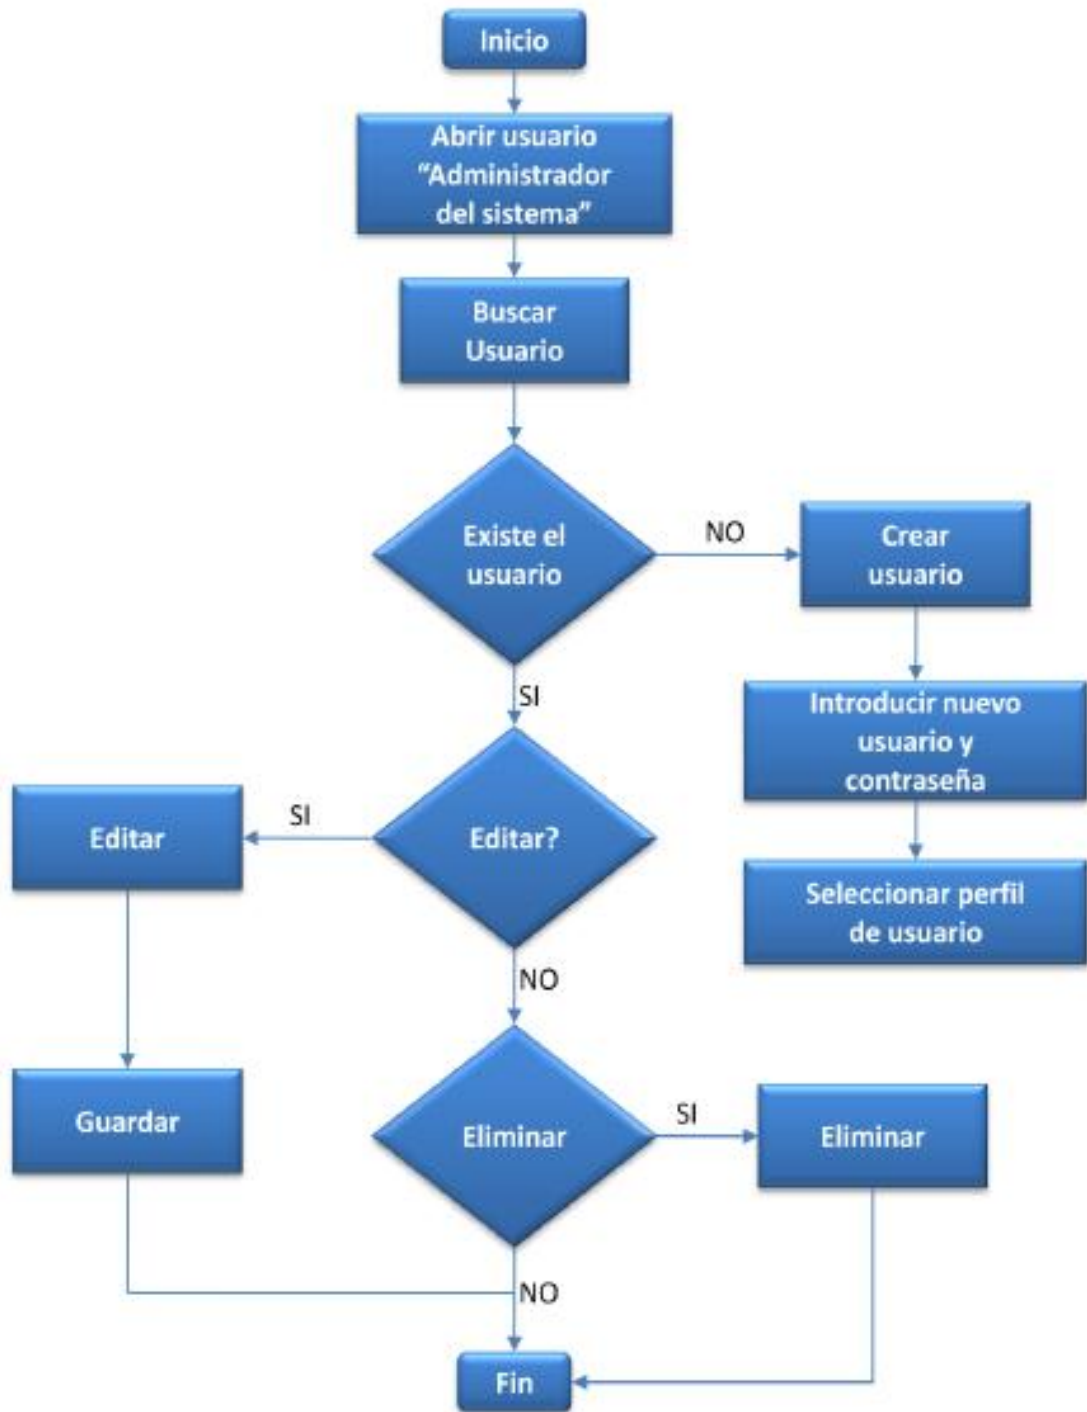 Inicio
Abrir usuario
“Administrador
del sistema”
Buscar
Usuario
Existe el
usuario
NO
Crear
usuario
SI
Introducir nuevo
usuario y
contraseña
Editar
SI
Editar?
Seleccionar perfil
de usuario
NO
Guardar
Eliminar
SI
Eliminar
NO
Fin